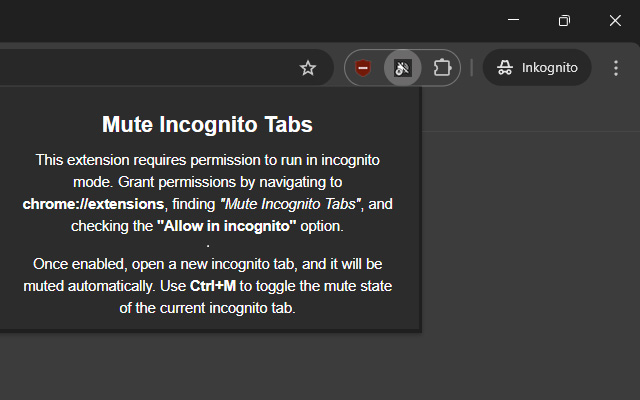 Inkognito
Mute Incognito Tabs
This extension requires permission to run in incognito
mode. Grant permissions by navigating to
chrome://extensions, finding "Mute Incognito Tabs", and
checking the "Allow in incognito" option.
.
Once enabled, open a new incognito tab, and it will be
muted automatically. Use Ctrl+M to toggle the mute state
of the current incognito tab.